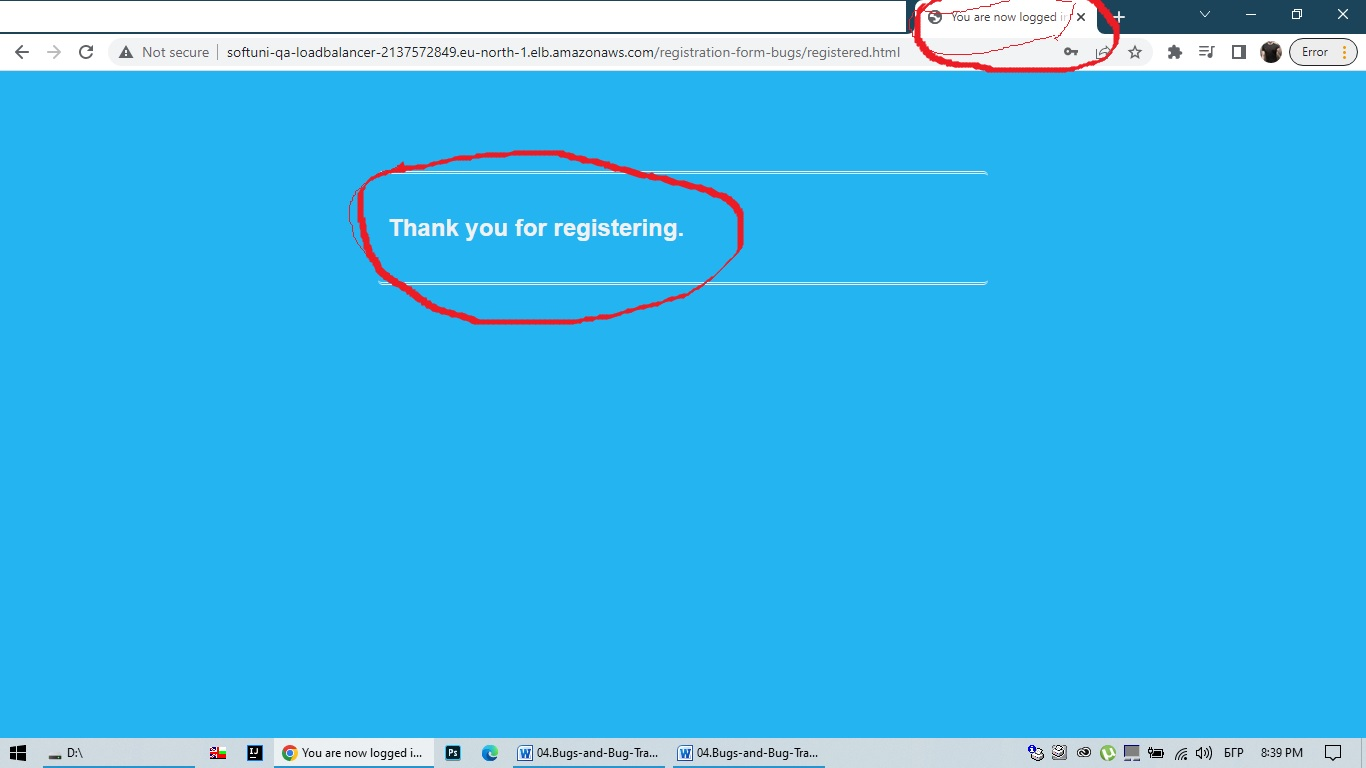 You are now logged i
Not secure
softuni-qa-loadbalancer-2137572849.eu-north-1.elb.amazonaws.com/registration-form-bugs/registered.html
Error
Thank you for registering.
D:\
IJ
You are now logged i...
Ps
W
04.Bugs-and-Bug-Tra...
W
04.Bugs-and-Bug-Tra...
БГР
8:39 PM